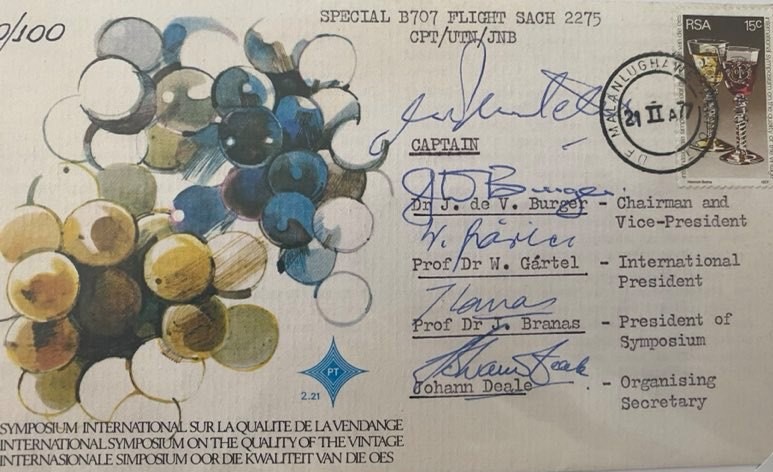 0/100
SPECIAL B707 FLIGHT SACH 2275
CPT/UTN/JNB
RSA 15c
D F MALANLUGHAW
21 II A7
CAPTAIN
Dr J. de V. Burger - Chairman and
Vice-President
Prof Dr W. Gártel - International
President
Prof Dr J. Branas - President of
Symposium
Johann Deale - Organising
Secretary
PT
2.21
SYMPOSIUM INTERNATIONAL SUR LA QUALITE DE LA VENDANGE
INTERNATIONAL SYMPOSIUM ON THE QUALITY OF THE VINTAGE
INTERNASIONALE SIMPOSIUM OOR DIE KWALITEIT VAN DIE OES